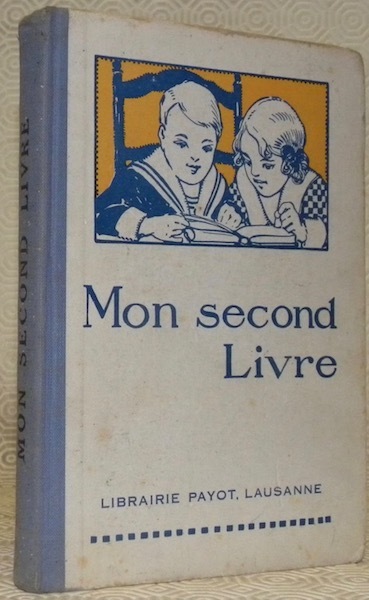 MON SECOND LIVRE
Mon second
Livre
LIBRAIRIE PAYOT, LAUSANNE